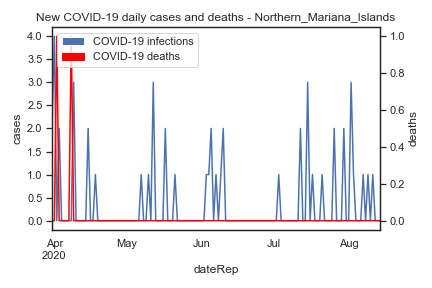 New COVID-19 daily cases and deaths - Northern_Mariana_Islands
COVID-19 infections
COVID-19 deaths
4.0
3.5
3.0
2.5
2.0
1.5
1.0
0.5
0.0
cases
1.0
0.8
0.6
0.4
0.2
0.0
deaths
Apr May Jun Jul Aug
2020
dateRep